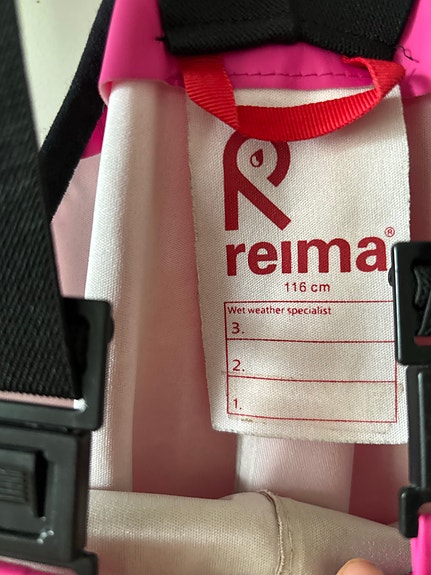 reima®
116 cm
Wet weather specialist
3.
2.
1.